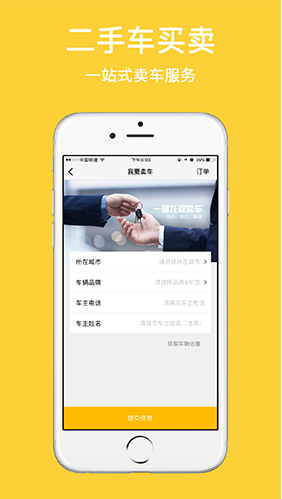 二手车买卖
一站式卖车服务
中国联通 下午3:03 29%
我要卖车 订单
一键托管卖车
所在城市 请选择所在城市
车辆品牌 请选择品牌&车型
车主电话 请填写车主电话
车主姓名 请填写车主姓名（选填）
获取车辆估值
提交信息